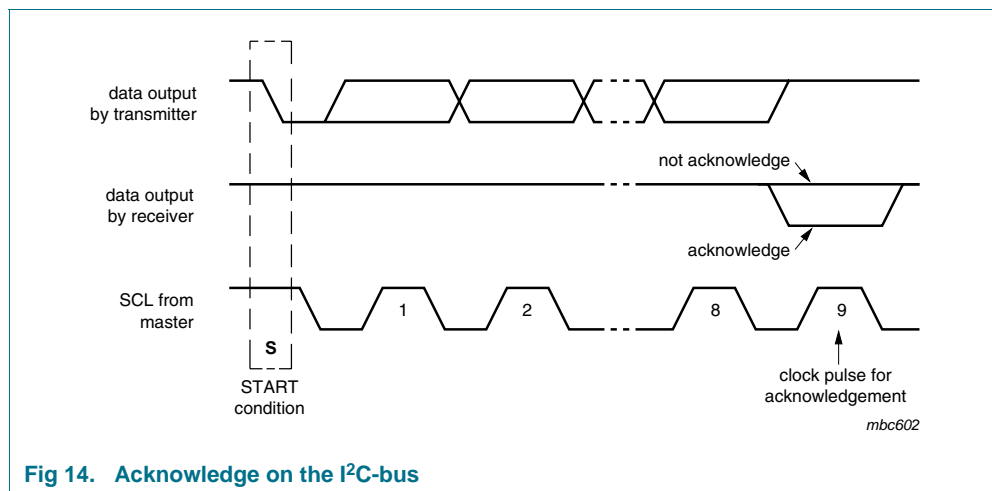 data output
by transmitter
not acknowledge
data output
by receiver
acknowledge
SCL from
master
1
2
8
9
S
START
condition
clock pulse for
acknowledgement
mbc602
Fig 14. Acknowledge on the I²C-bus